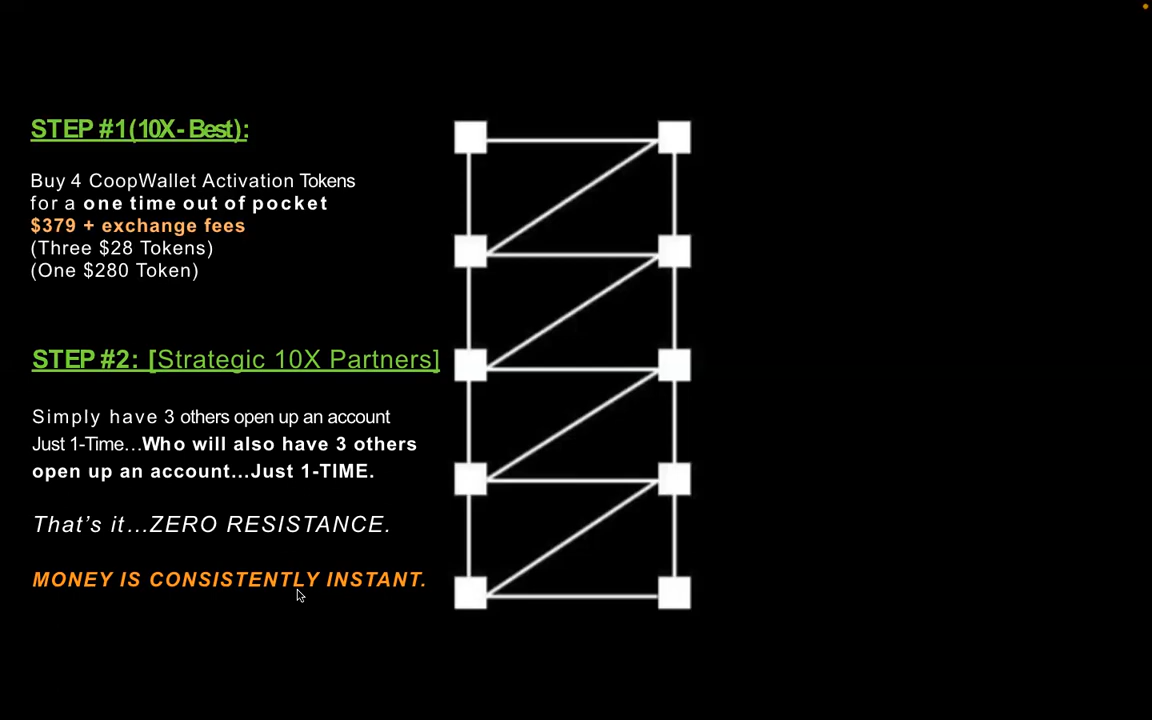 STEP #1(10X- Best):
Buy 4 CoopWallet Activation Tokens
for a one time out of pocket
$379 + exchange fees
(Three $28 Tokens)
(One $280 Token)
STEP #2: [Strategic 10X Partners]
Simply have 3 others open up an account
Just 1-Time...Who will also have 3 others
open up an account...Just 1-TIME.
That's it...ZERO RESISTANCE.
MONEY IS CONSISTENTLY INSTANT.